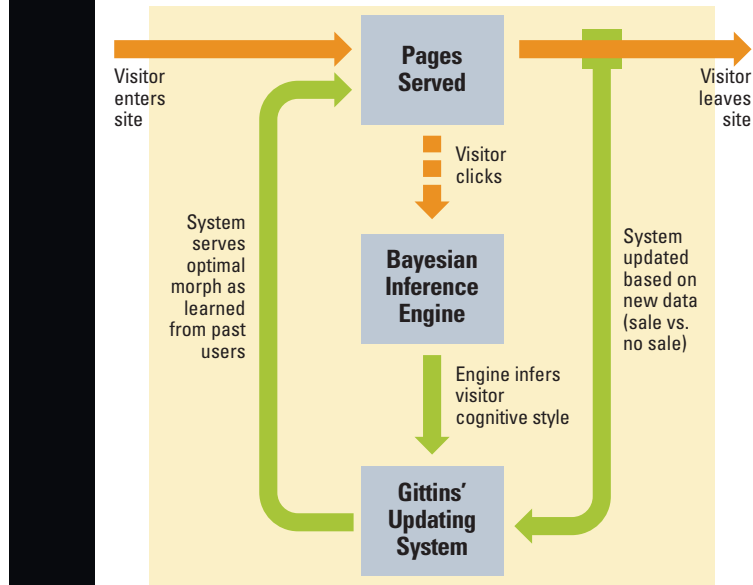 Pages
Served
Visitor
enters
site
Visitor
leaves
site
Visitor
clicks
System
serves
optimal
morph as
learned
from past
users
Bayesian
Inference
Engine
System
updated
based on
new data
(sale vs.
no sale)
Engine infers
visitor
cognitive style
Gittins’
Updating
System